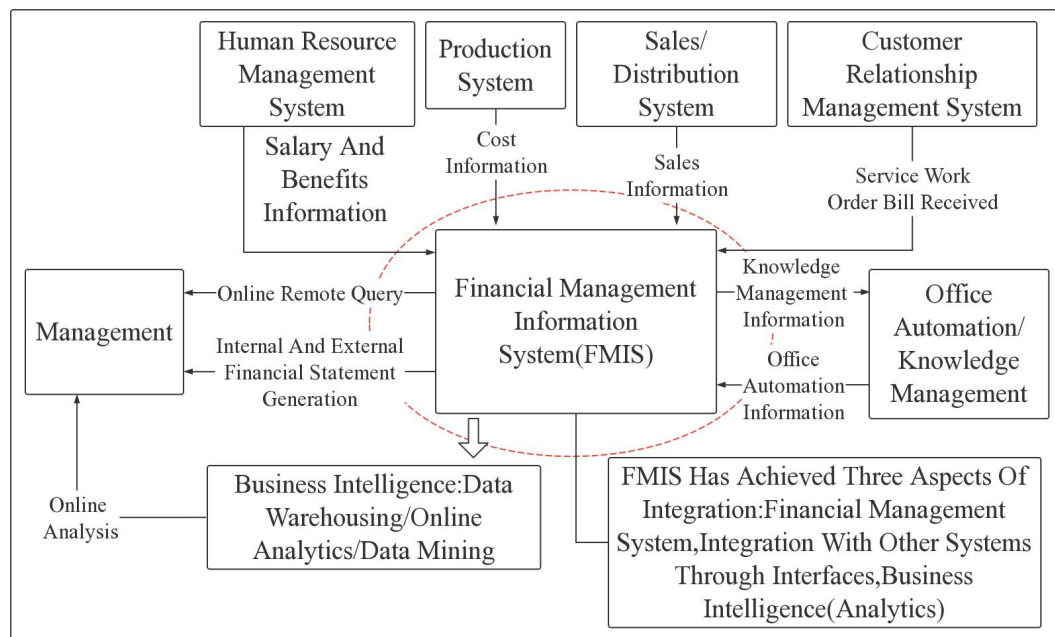 Human Resource
Management
System
Production
System
Sales/
Distribution
System
Customer
Relationship
Management System
Salary And
Benefits
Information
Cost
Information
Sales
Information
Service Work
Order Bill Received
Management
Online Remote Query
Internal And External
Financial Statement
Generation
Financial Management
Information
System(FMIS)
Knowledge
Management
Information
Office
Automation
Information
Office
Automation/
Knowledge
Management
Online
Analysis
Business Intelligence:Data
Warehousing/Online
Analytics/Data Mining
FMIS Has Achieved Three Aspects Of
Integration:Financial Management
System,Integration With Other Systems
Through Interfaces,Business
Intelligence(Analytics)